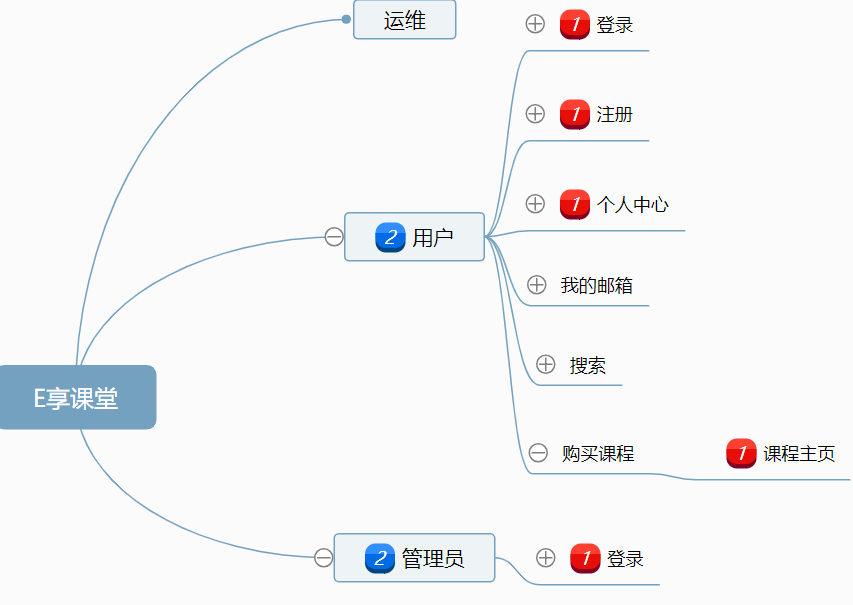 运维
1 登录
1 注册
1 个人中心
2 用户
我的邮箱
搜索
E享课堂
购买课程
1 课程主页
2 管理员
1 登录